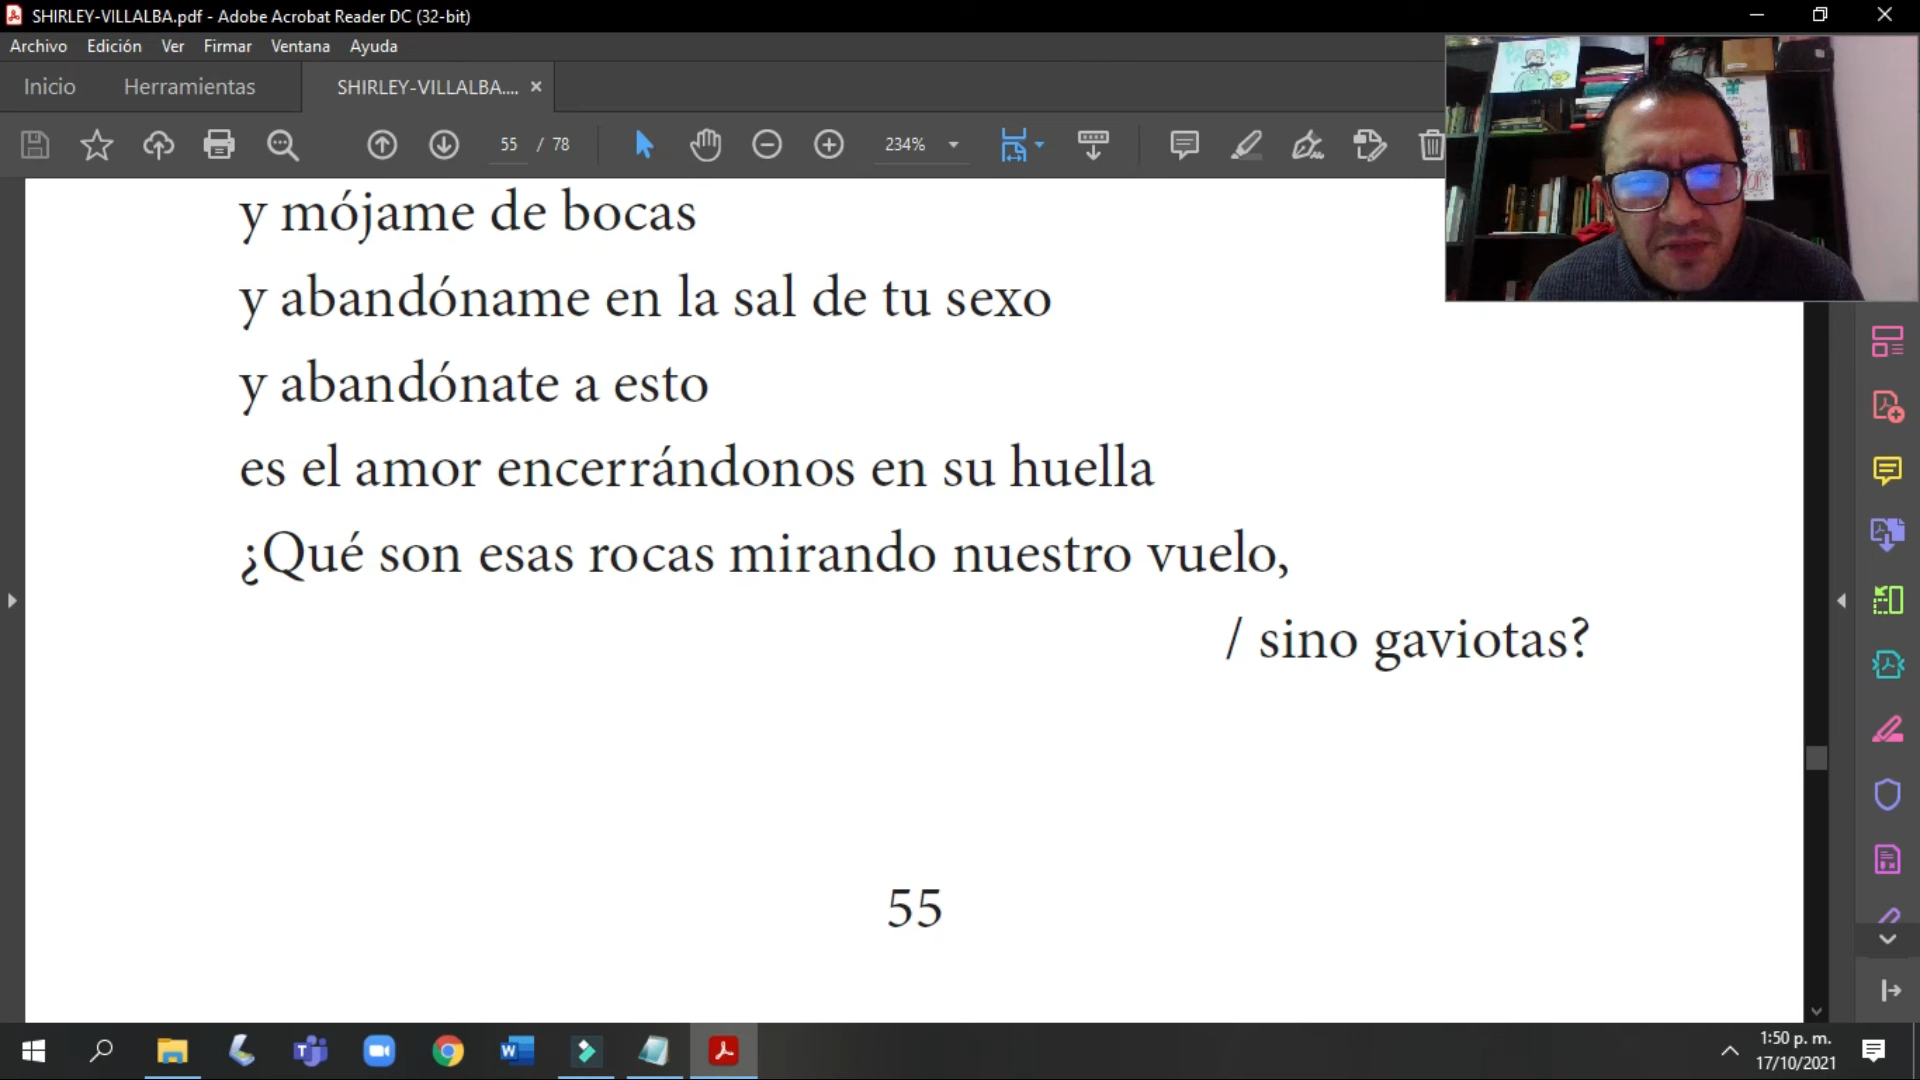 SHIRLEY-VILLALBA.pdf - Adobe Acrobat Reader DC (32-bit)
Archivo Edición Ver Firmar Ventana Ayuda
Inicio Herramientas SHIRLEY-VILLALBA....
55 / 78 234%
y mójame de bocas
y abandóname en la sal de tu sexo
y abandónate a esto
es el amor encerrándonos en su huella
¿Qué son esas rocas mirando nuestro vuelo,
/ sino gaviotas?
55
1:50 p. m.
17/10/2021